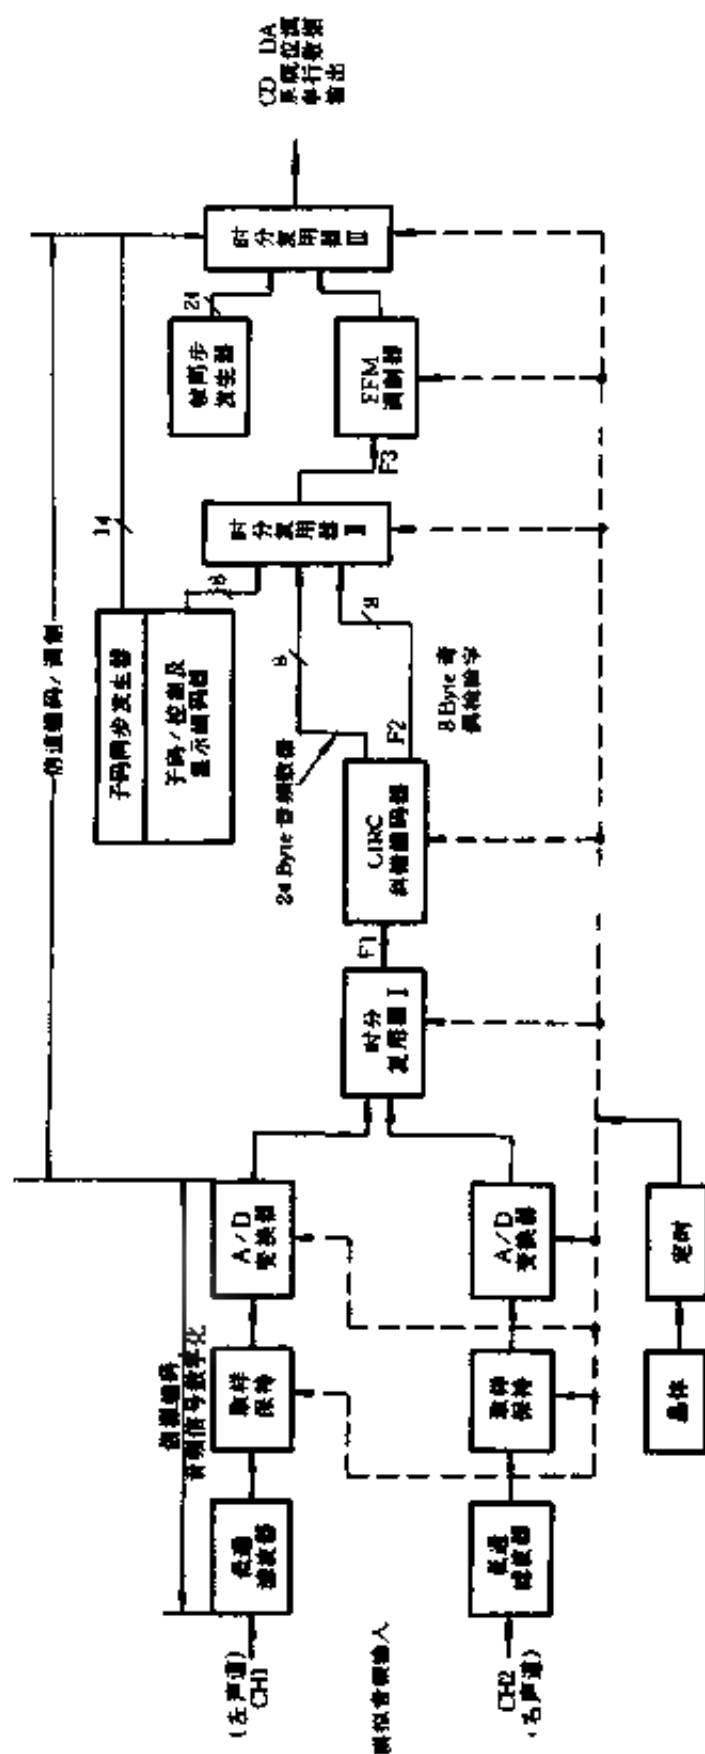 信道编码/调制
信源编码
音频信号数字化
(左声道)
CH1
模拟音频输入
CH2
(右声道)
低通
滤波器
低通
滤波器
取样
保持
取样
保持
A/D
变换器
A/D
变换器
晶体
定时
时分
复用器 I
F1
CIRC
纠错编码器
24 Byte 音频数据
F2
8 Byte 奇
偶检验字
子码同步发生器
子码/控制及
显示编码器
14
8
8
8
时分复用器 II
F3
帧同步
发生器
24
EFM
调制器
时分复用器 III
CD DA
系统位流
串行数据
输出